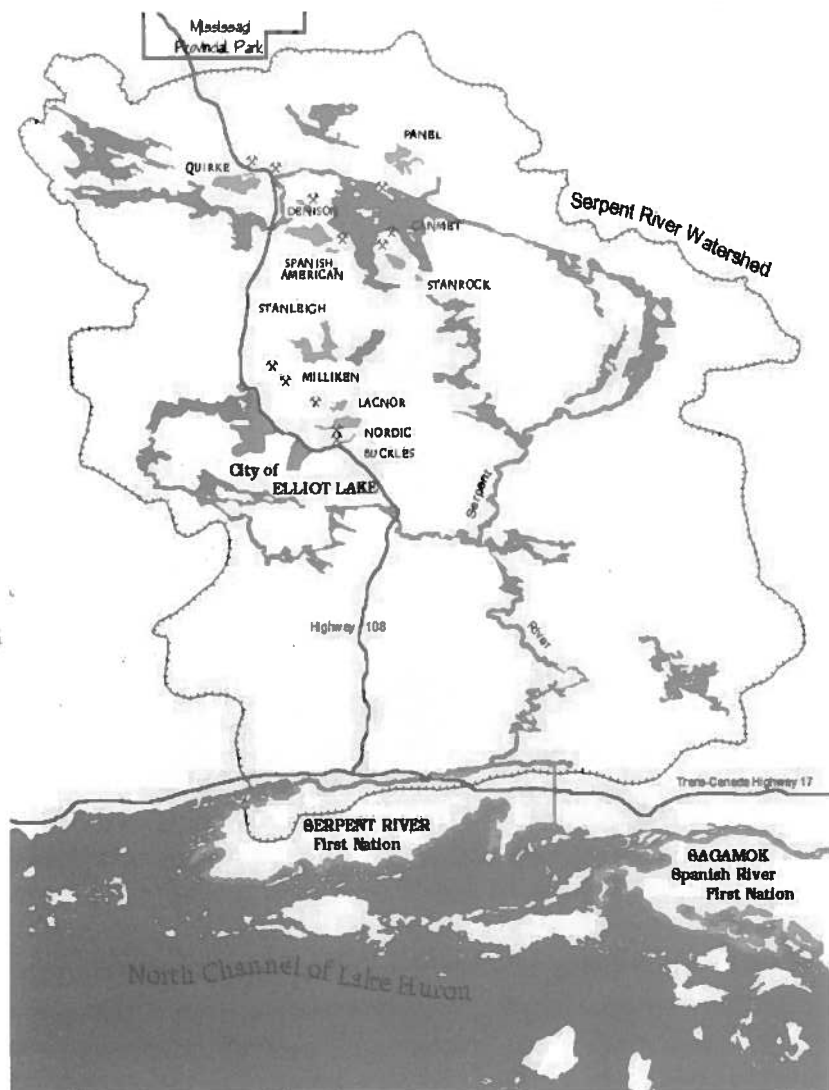 Mississagi
Provincial Park
PANEL
QUIRKE
Serpent River Watershed
DENISON
CANMET
SPANISH
AMERICAN
STANROCK
STANLEIGH
MILLIKEN
LACNOR
NORDIC
BUCKLES
City of
ELLIOT LAKE
Serpent
Highway 108
River
Trans-Canada Highway 17
SERPENT RIVER
First Nation
SAGAMOK
Spanish River
First Nation
North Channel of Lake Huron